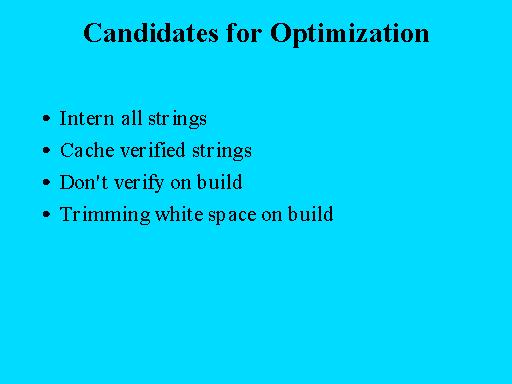 Candidates for Optimization
• Intern all strings
• Cache verified strings
• Don't verify on build
• Trimming white space on build